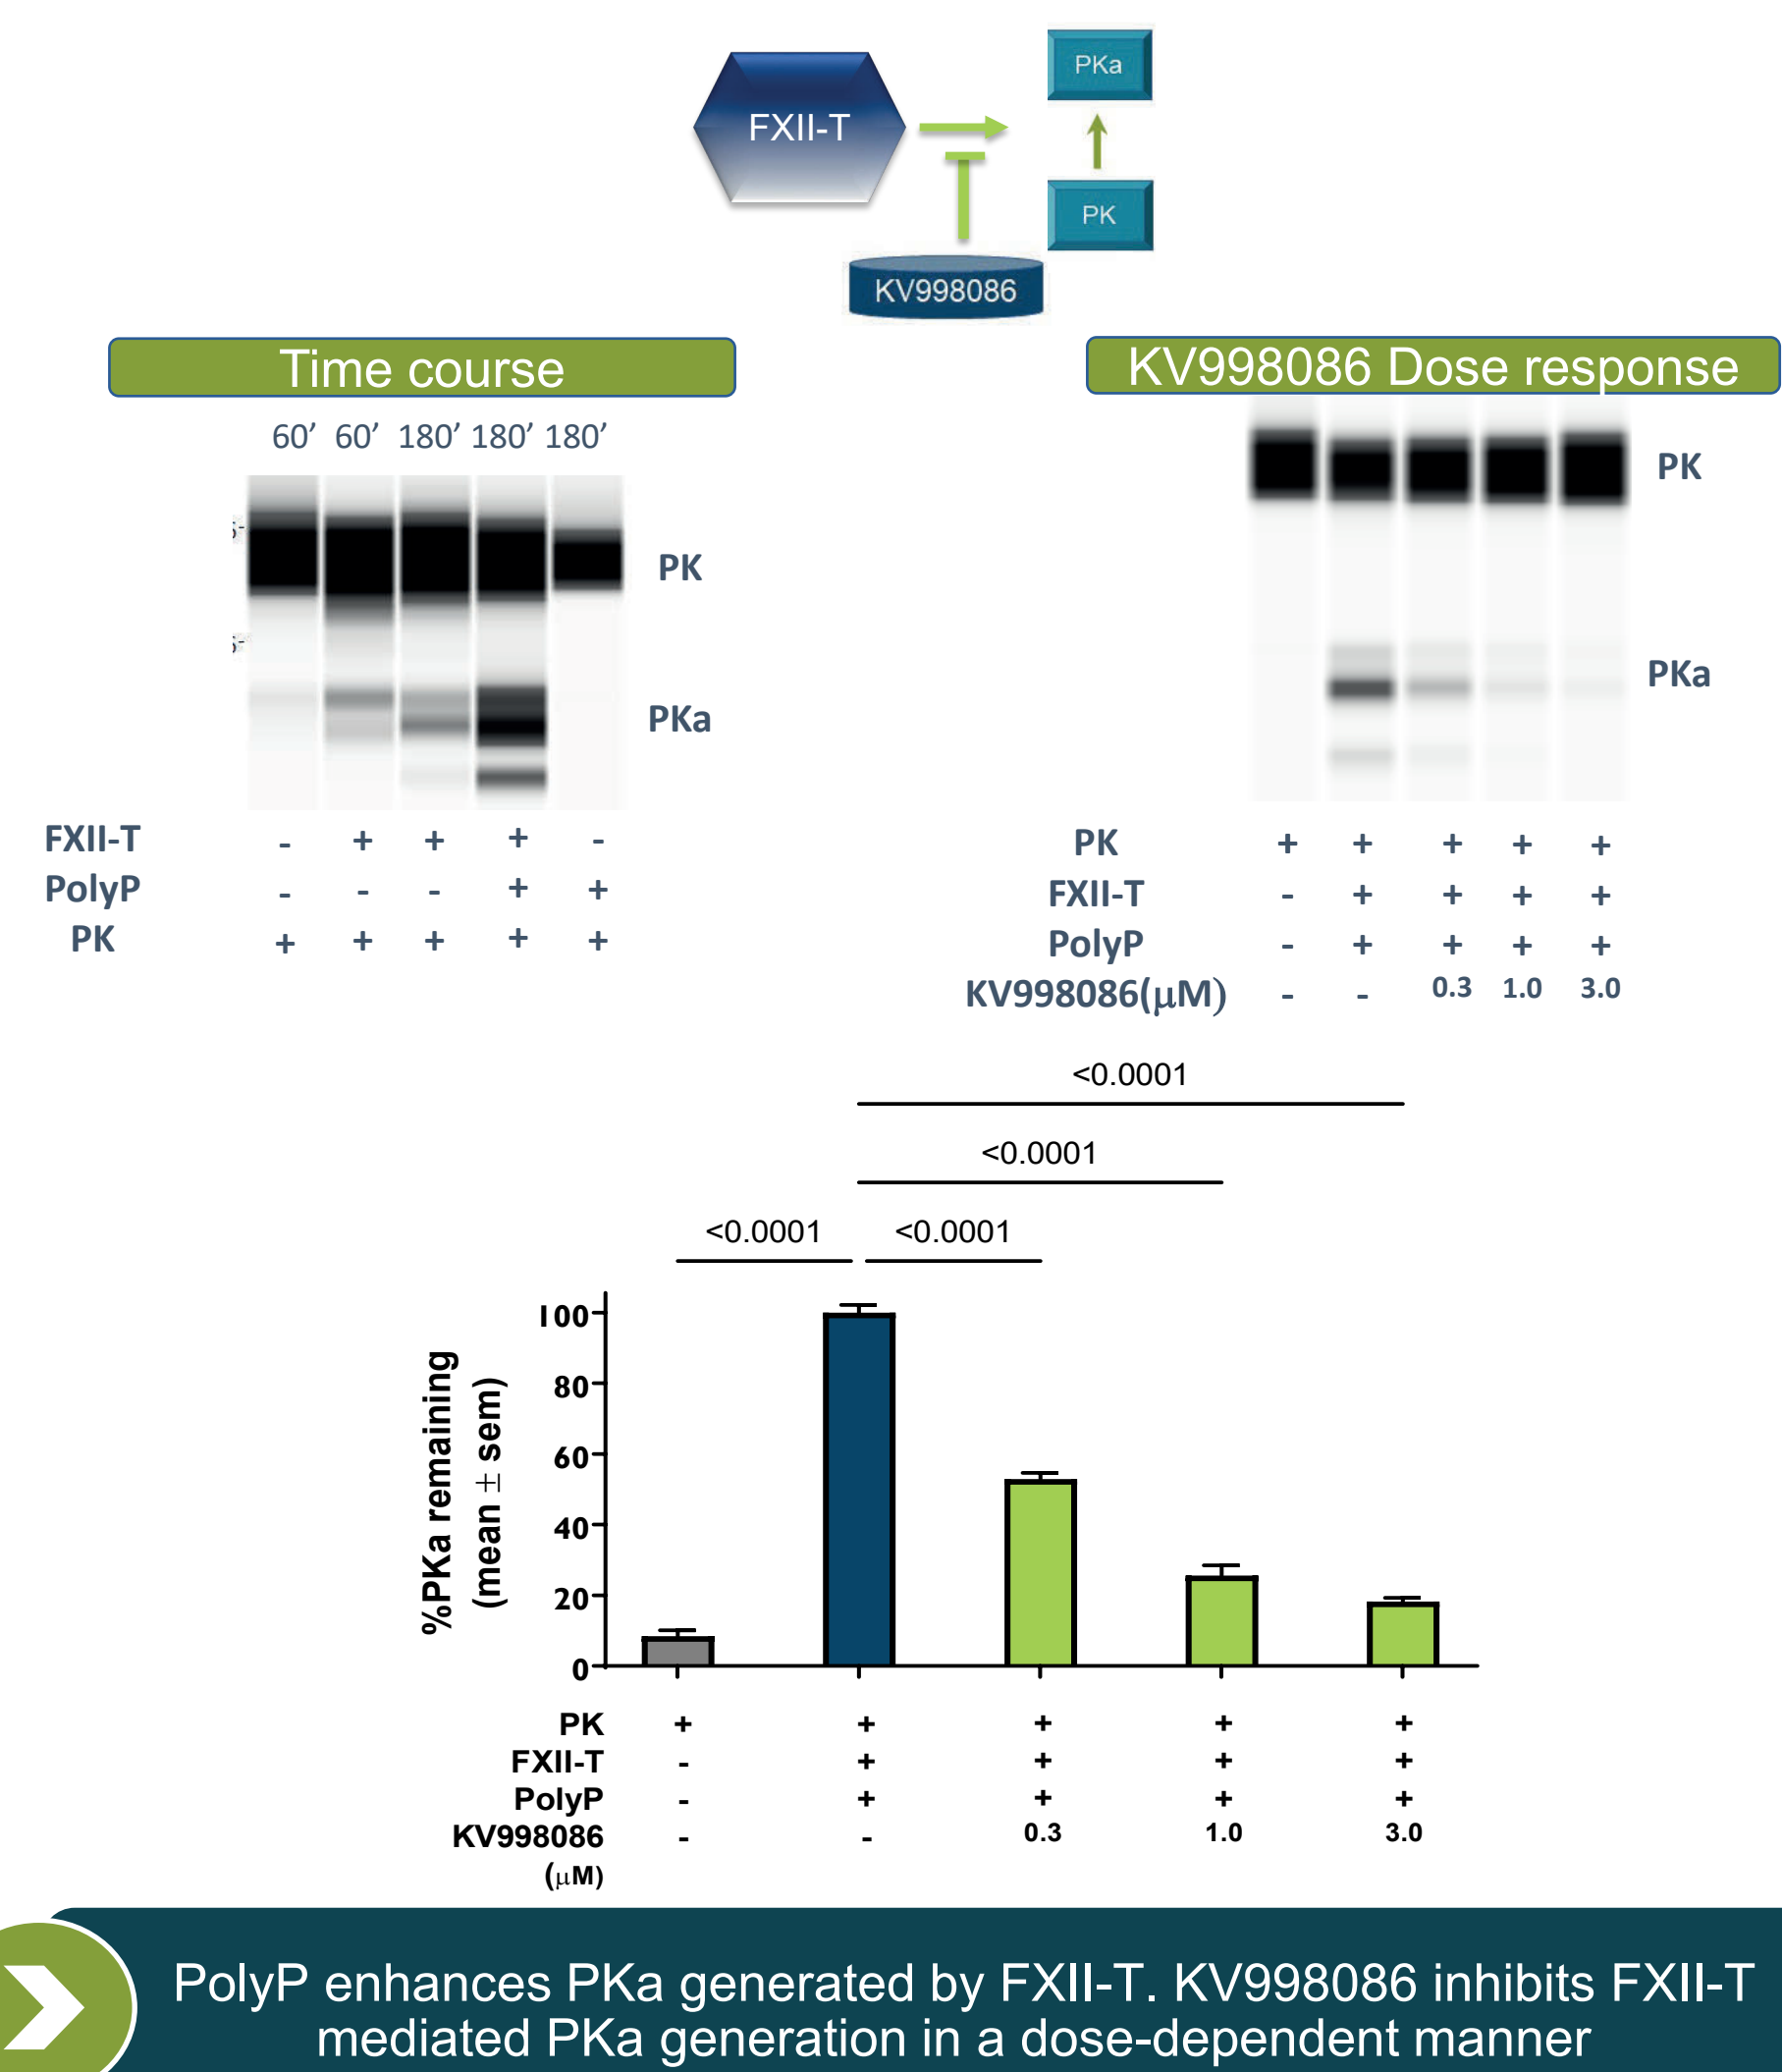 PKa
FXII-T
PK
KV998086
Time course
KV998086 Dose response
60’ 60’ 180’ 180’ 180’
PK
PKa
FXII-T - + + + -
PolyP - - - + +
PK + + + + +
PK
PKa
PK + + + + +
FXII-T - + + + +
PolyP - + + + +
KV998086(μM) - - 0.3 1.0 3.0
<0.0001
<0.0001
<0.0001 <0.0001
%PKa remaining
(mean ± sem)
100
80
60
40
20
0
PK + + + + +
FXII-T - + + + +
PolyP - + + + +
KV998086 - - 0.3 1.0 3.0
(μM)
PolyP enhances PKa generated by FXII-T. KV998086 inhibits FXII-T
mediated PKa generation in a dose-dependent manner